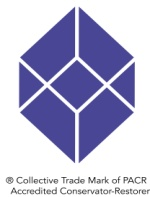 ® Collective Trade Mark of PACR
Accredited Conservator-Restorer